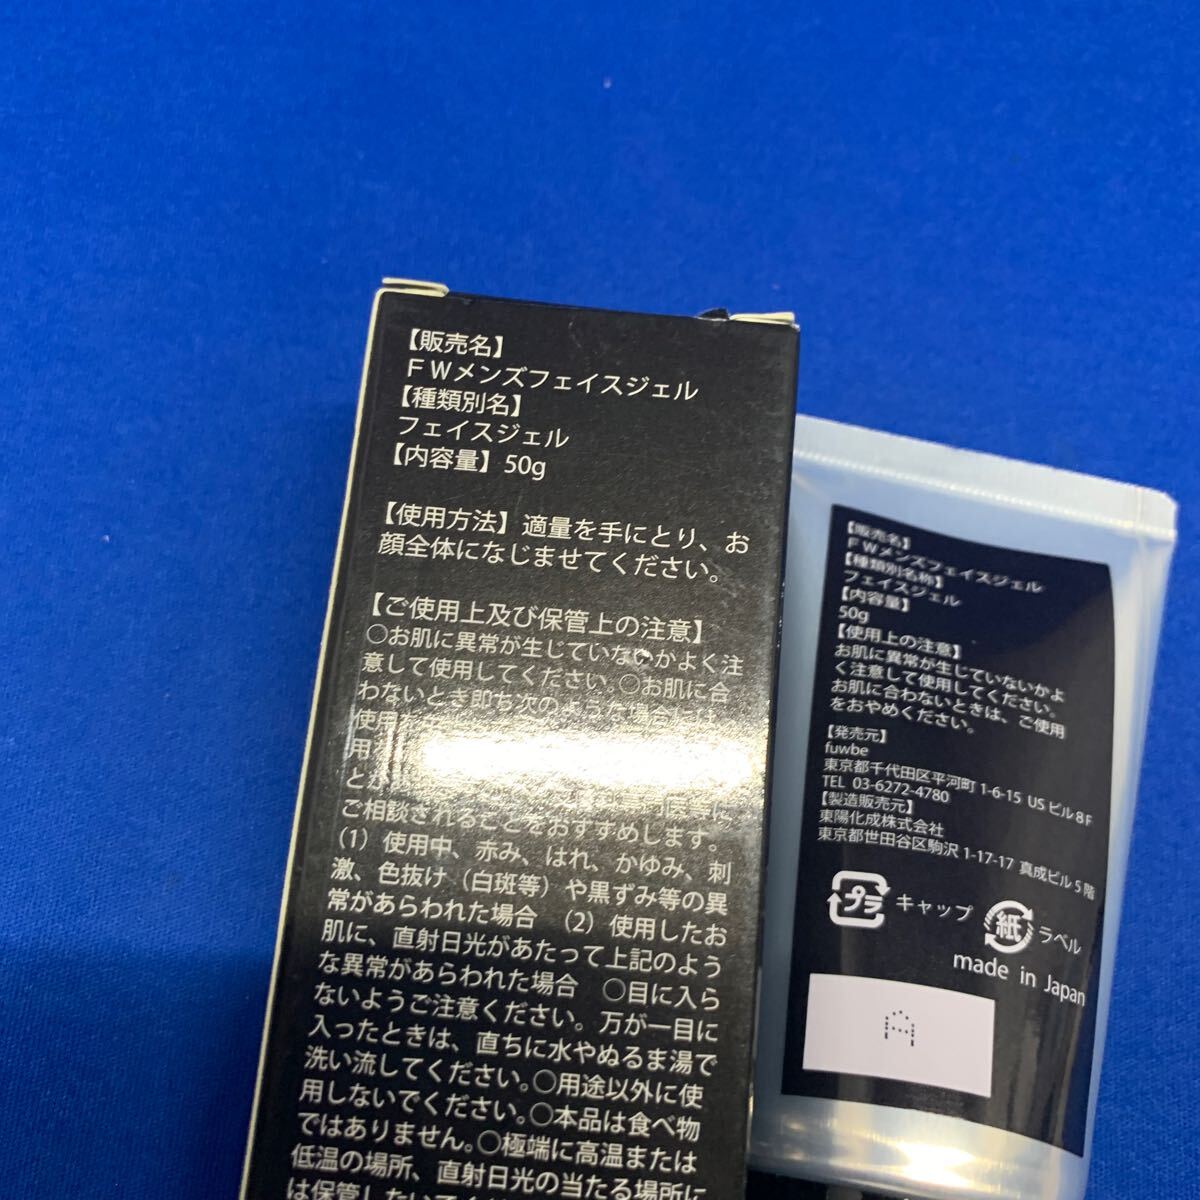 【販売名】
ＦＷメンズフェイスジェル
【種類別名】
フェイスジェル
【内容量】50g
【使用方法】適量を手にとり、お
顔全体になじませてください。
【ご使用上及び保管上の注意】
○お肌に異常が生じていないかよく注
意して使用してください。○お肌に合
わないとき即ち次のような場合には、
使用を
用
とが
ご相談されることをおすすめします。
(1) 使用中、赤み、はれ、かゆみ、刺
激、色抜け（白斑等）や黒ずみ等の異
常があらわれた場合 (2) 使用したお
肌に、直射日光があたって上記のよう
な異常があらわれた場合 ○目に入ら
ないようご注意ください。万が一目に
入ったときは、直ちに水やぬるま湯で
洗い流してください。○用途以外に使
用しないでください。○本品は食べ物
ではありません。○極端に高温または
低温の場所、直射日光の当たる場所に
は保管しないでく
【販売名】
ＦＷメンズフェイスジェル
【種類別名称】
フェイスジェル
【内容量】
50g
【使用上の注意】
お肌に異常が生じていないかよ
く注意して使用してください。
お肌に合わないときは、ご使用
をおやめください。
【発売元】
fuwbe
東京都千代田区平河町 1-6-15 US ビル 8 F
TEL 03-6272-4780
【製造販売元】
東陽化成株式会社
東京都世田谷区駒沢 1-17-17 真成ビル 5 階
プラ キャップ 紙 ラベル
made in Japan